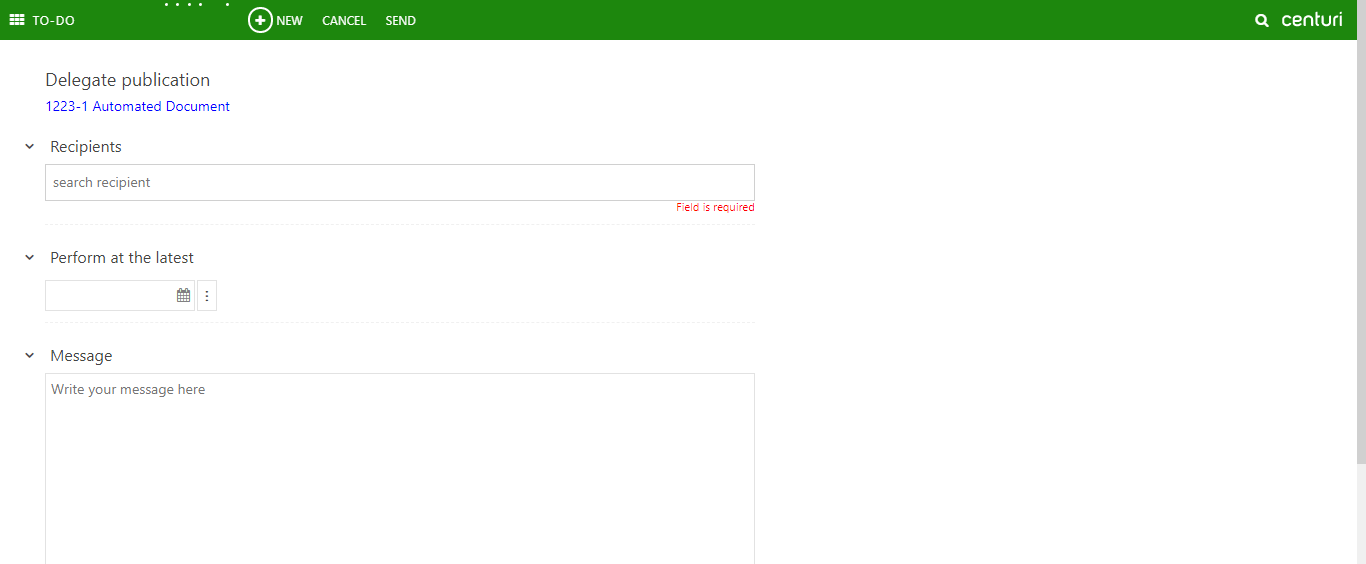 TO-DO NEW CANCEL SEND centuri
Delegate publication
1223-1 Automated Document
Recipients
search recipient
Field is required
Perform at the latest
Message
Write your message here